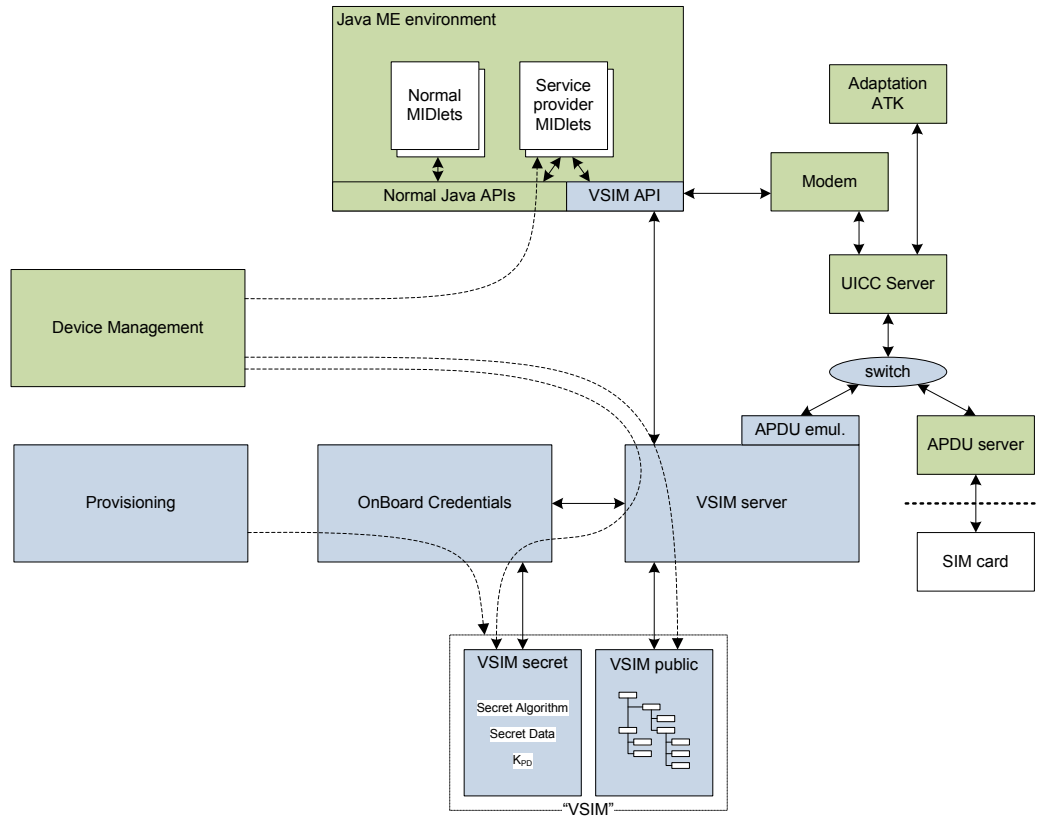 Java ME environment
Normal
MIDlets
Service
provider
MIDlets
Adaptation
ATK
Normal Java APIs
VSIM API
Modem
UICC Server
Device Management
switch
APDU emul.
APDU server
Provisioning
OnBoard Credentials
VSIM server
SIM card
VSIM secret
VSIM public
Secret Algorithm
Secret Data
KPD
“VSIM”